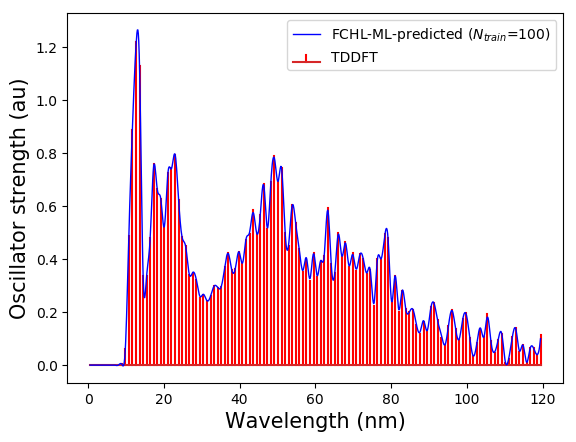 FCHL-ML-predicted (N_train=100)
TDDFT
Oscillator strength (au)
1.2
1.0
0.8
0.6
0.4
0.2
0.0
0 20 40 60 80 100 120
Wavelength (nm)